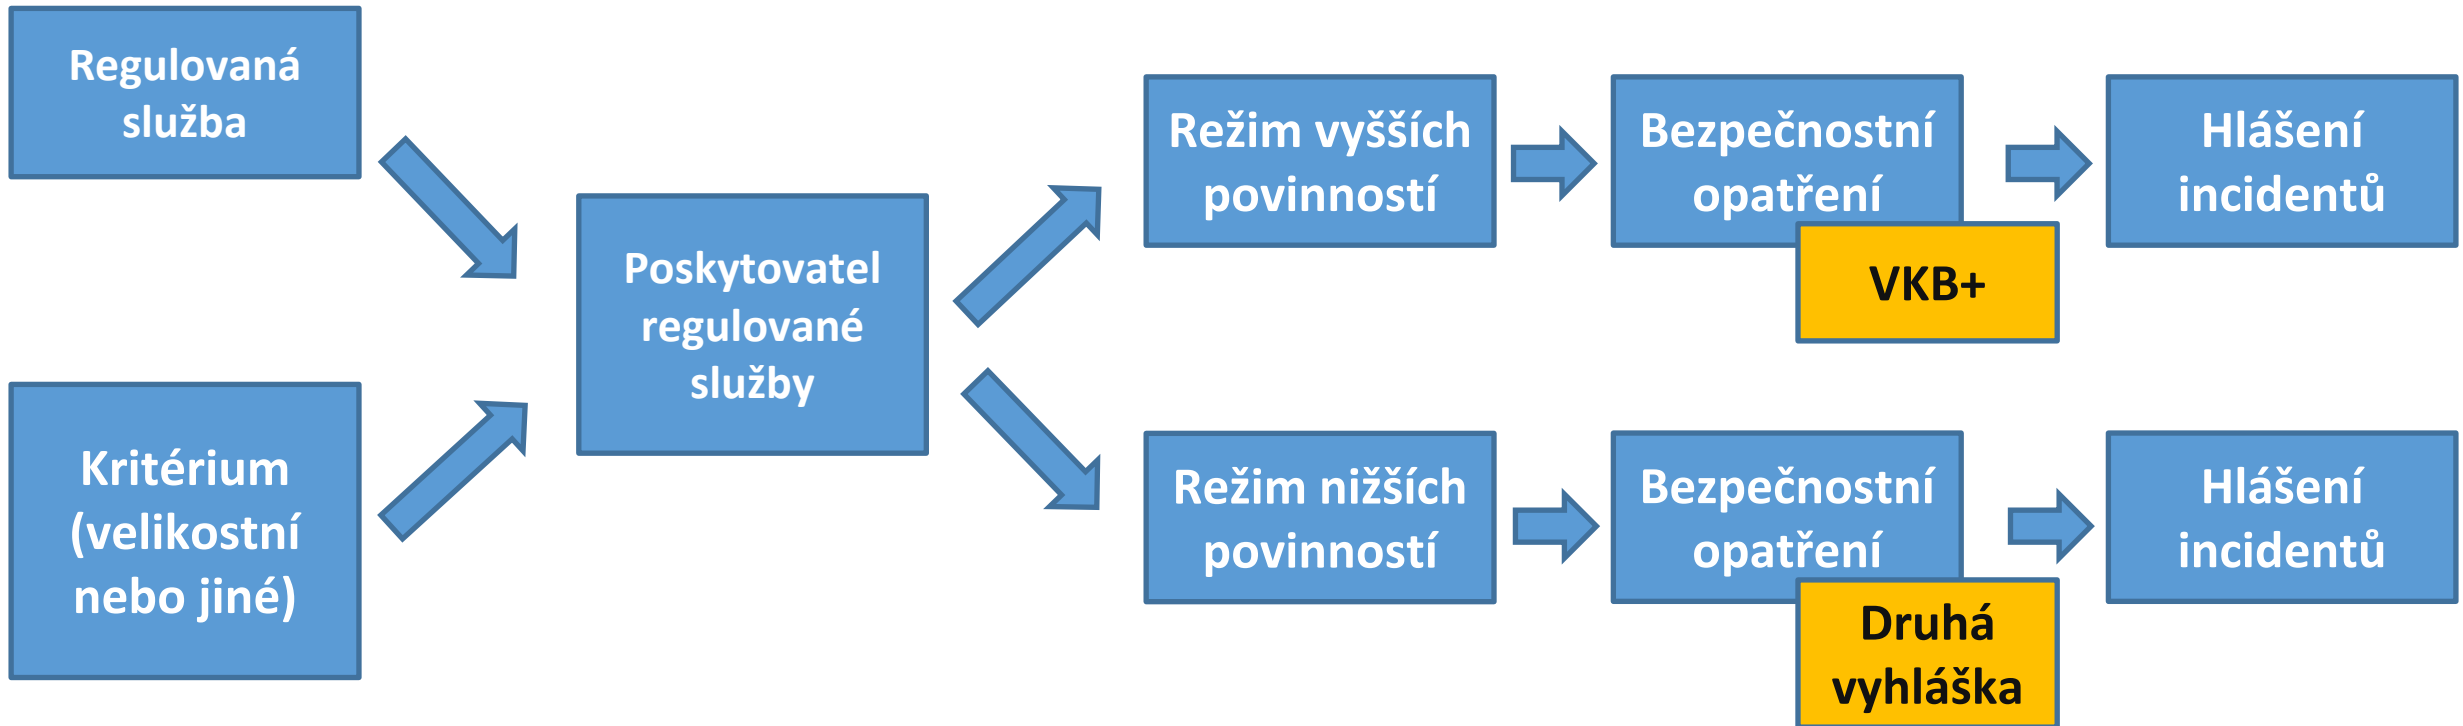 Regulovaná
služba
Kritérium
(velikostní
nebo jiné)
Poskytovatel
regulované
služby
Režim vyšších
povinností
Bezpečnostní
opatření
VKB+
Hlášení
incidentů
Režim nižších
povinností
Bezpečnostní
opatření
Druhá
vyhláška
Hlášení
incidentů